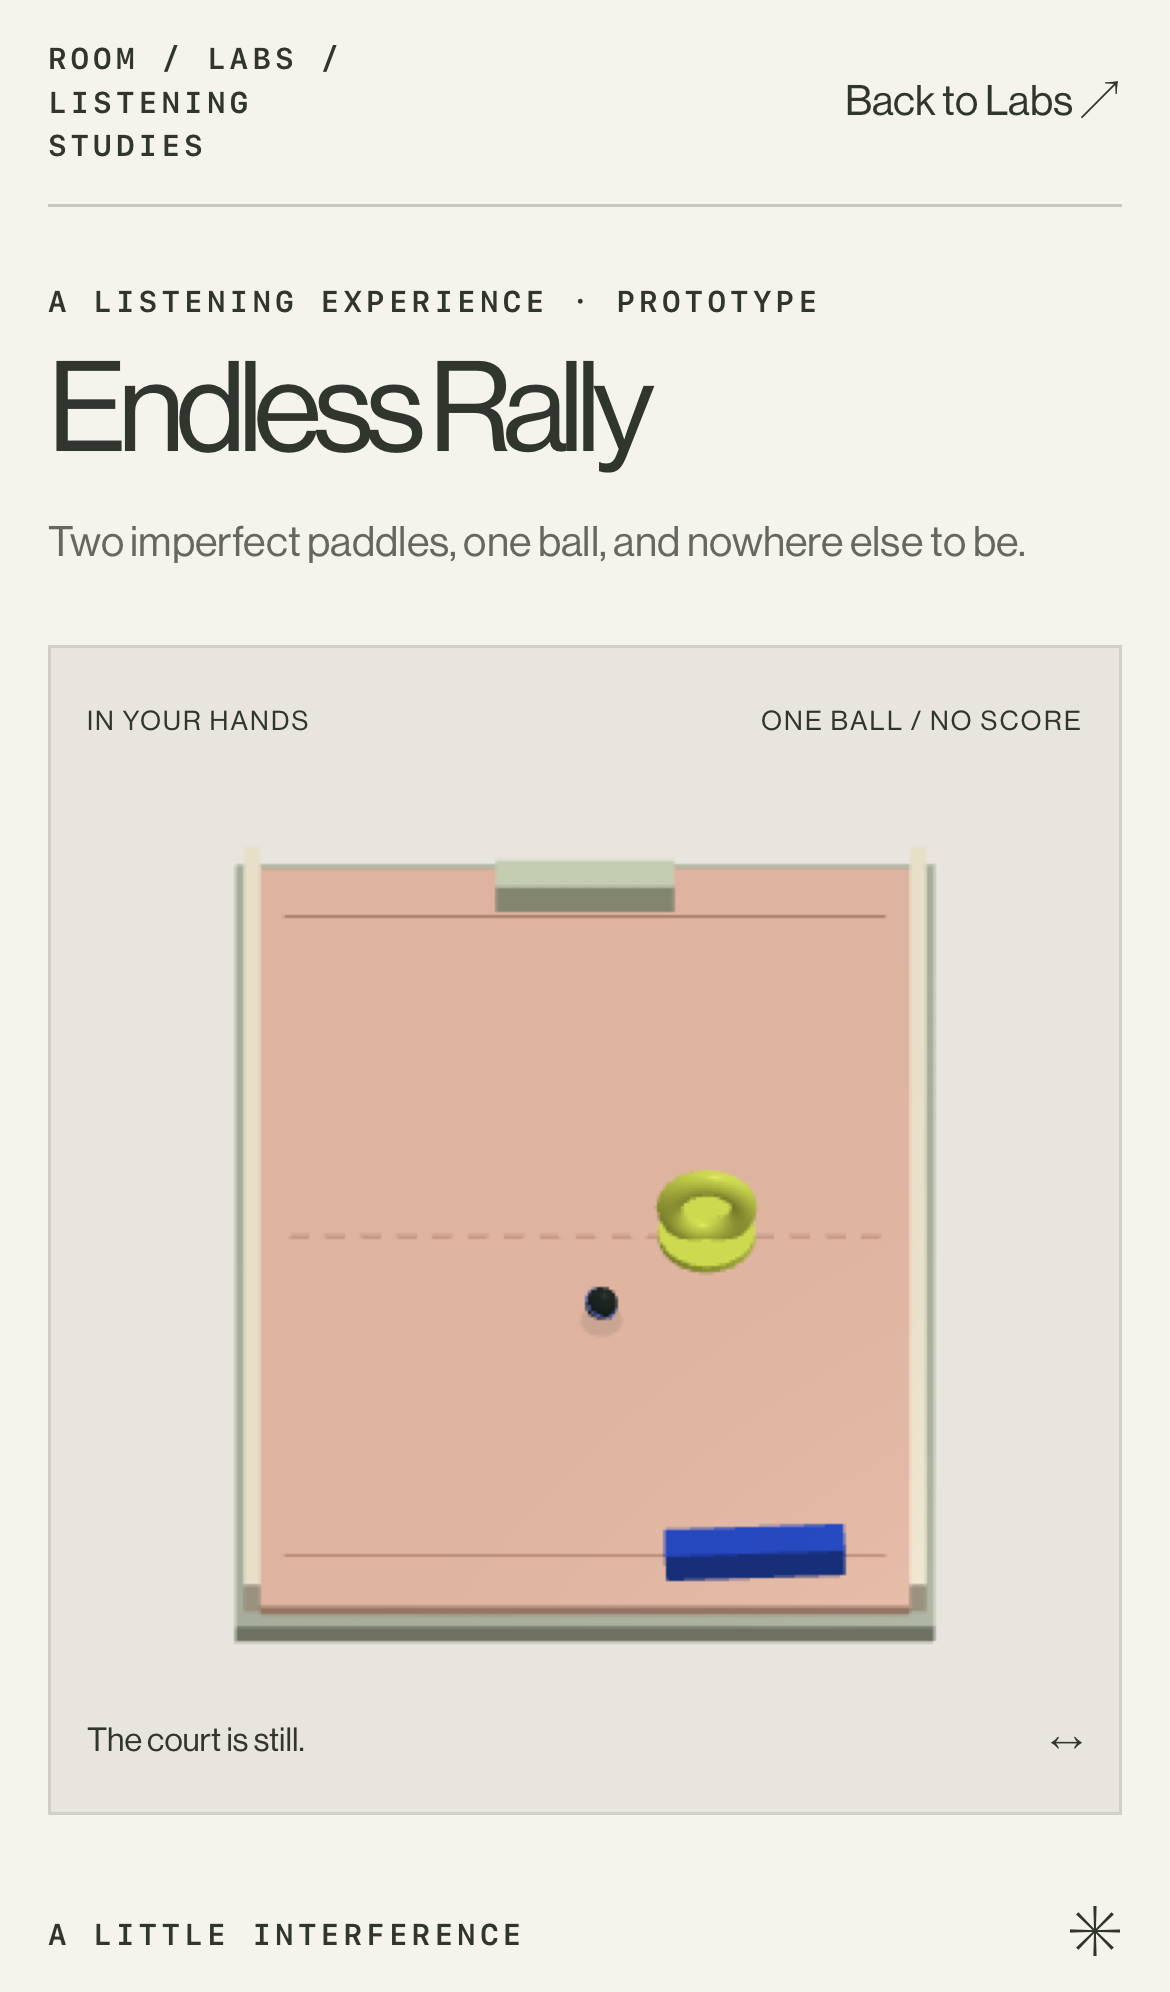 ROOM / LABS /
LISTENING
STUDIES
Back to Labs ↗
A LISTENING EXPERIENCE · PROTOTYPE
Endless Rally
Two imperfect paddles, one ball, and nowhere else to be.
IN YOUR HANDS
ONE BALL / NO SCORE
The court is still.
↔
A LITTLE INTERFERENCE